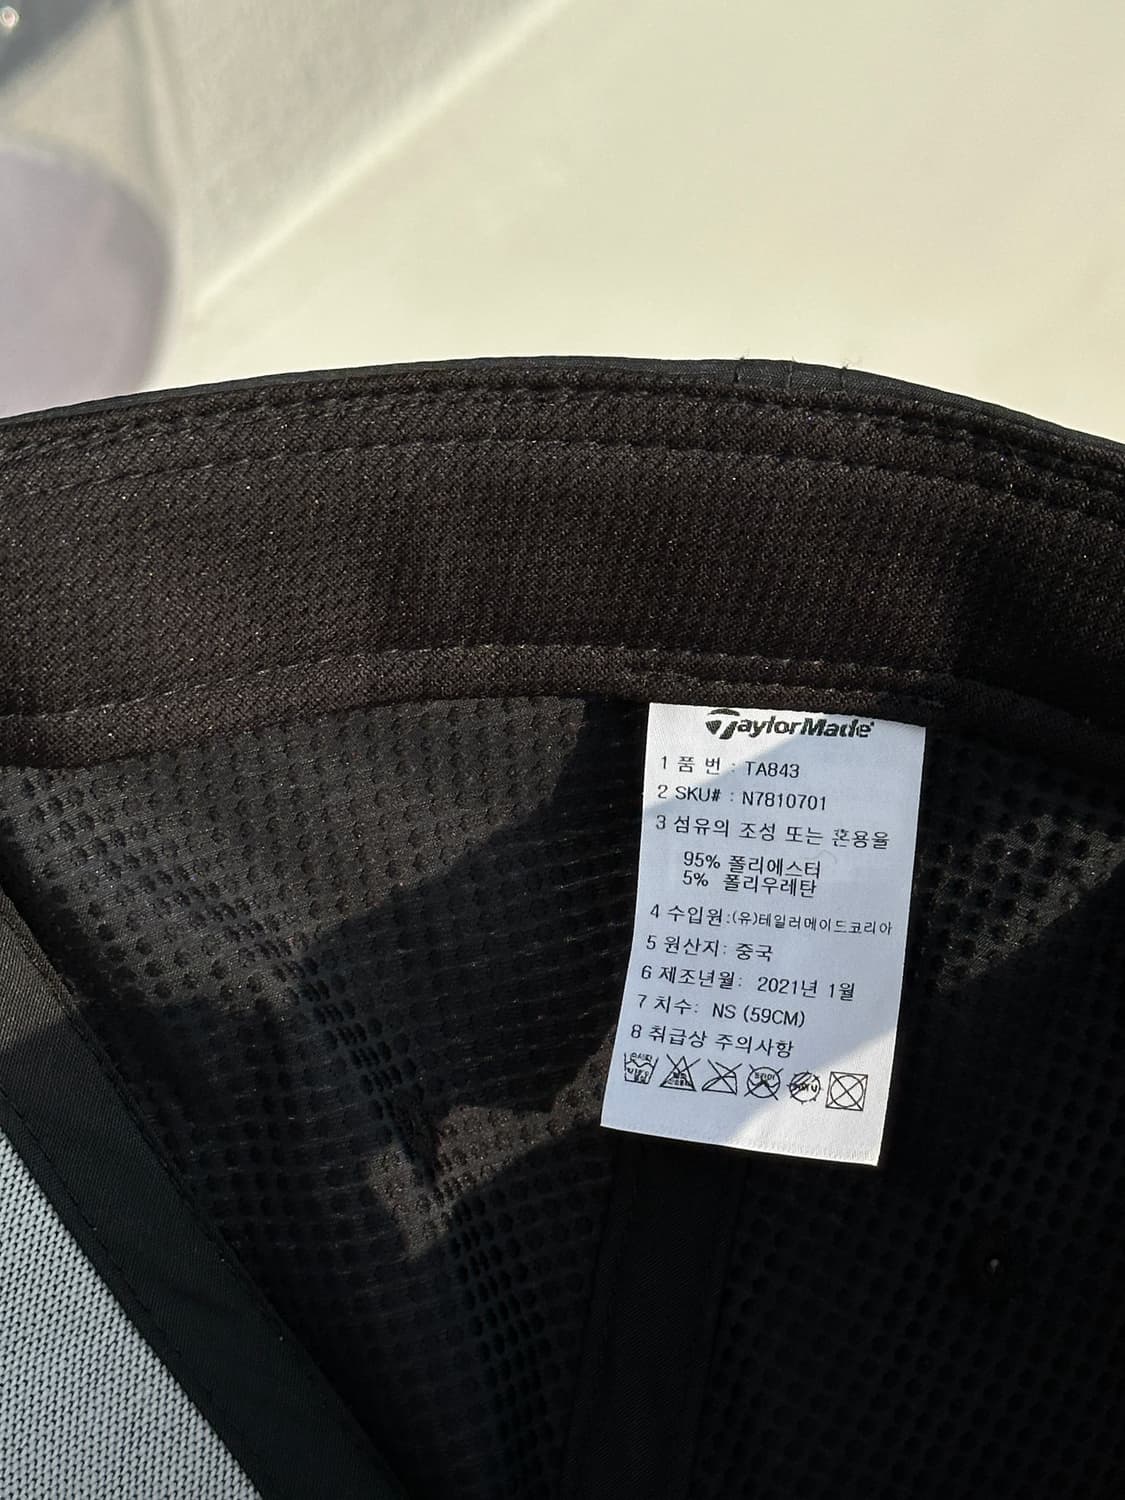 TaylorMade
1 품 번 : TA843
2 SKU# : N7810701
3 섬유의 조성 또는 혼용율
95% 폴리에스터
5% 폴리우레탄
4 수입원:(유)테일러메이드코리아
5 원산지: 중국
6 제조년월: 2021년 1월
7 치수: NS (59CM)
8 취급상 주의사항